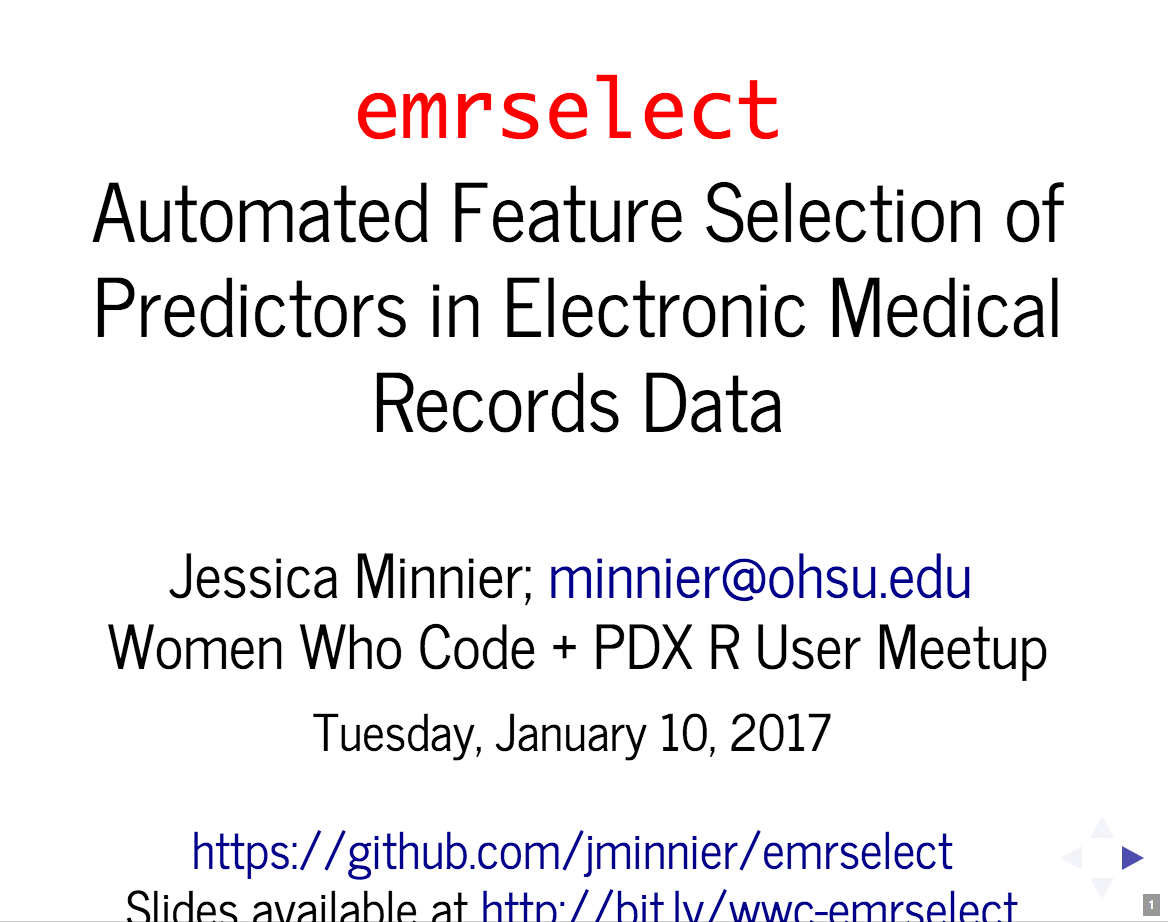 emrselect
Automated Feature Selection of
Predictors in Electronic Medical
Records Data
Jessica Minnier; minnier@ohsu.edu
Women Who Code + PDX R User Meetup
Tuesday, January 10, 2017
https://github.com/jminnier/emrselect
Slides available at http://bit.ly/wwc-emrselect
1